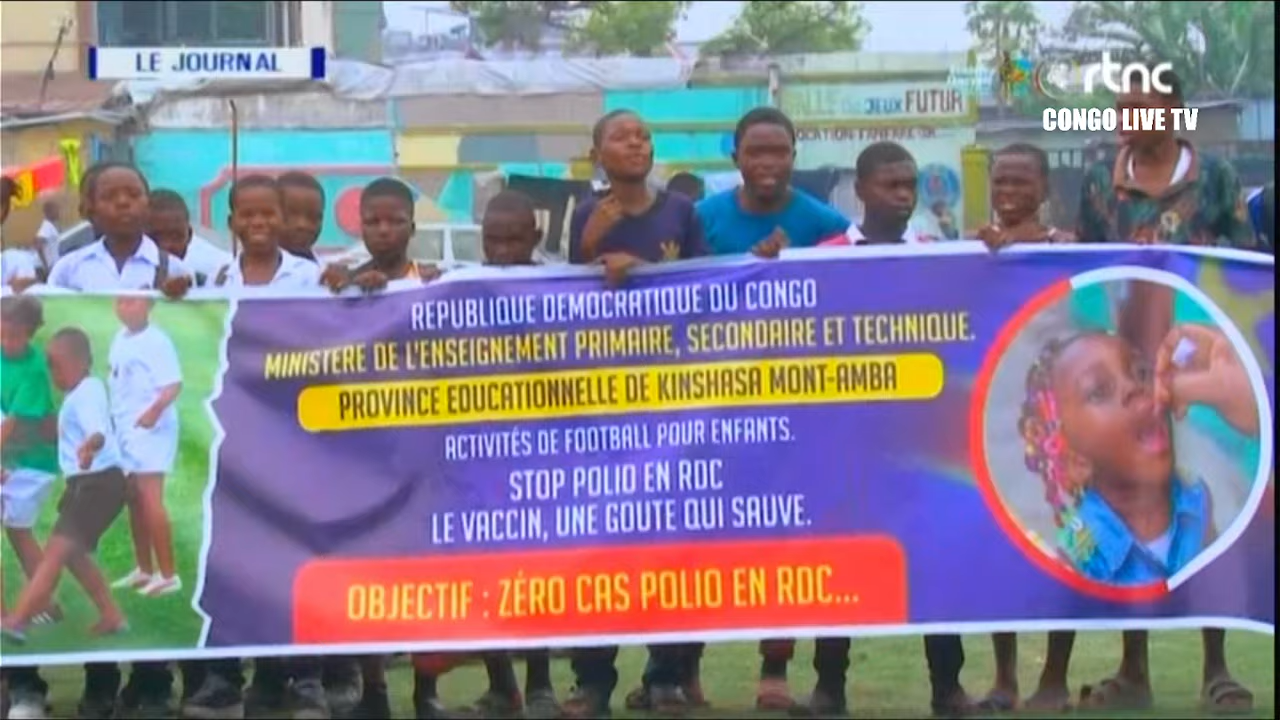 LE JOURNAL
rtnc
CONGO LIVE TV
JEUX FUTUR
REPUBLIQUE DEMOCRATIQUE DU CONGO
MINISTERE DE L'ENSEIGNEMENT PRIMAIRE, SECONDAIRE ET TECHNIQUE.
PROVINCE EDUCATIONNELLE DE KINSHASA MONT-AMBA
ACTIVITÉS DE FOOTBALL POUR ENFANTS.
STOP POLIO EN RDC
LE VACCIN, UNE GOUTE QUI SAUVE.
OBJECTIF : ZÉRO CAS POLIO EN RDC...